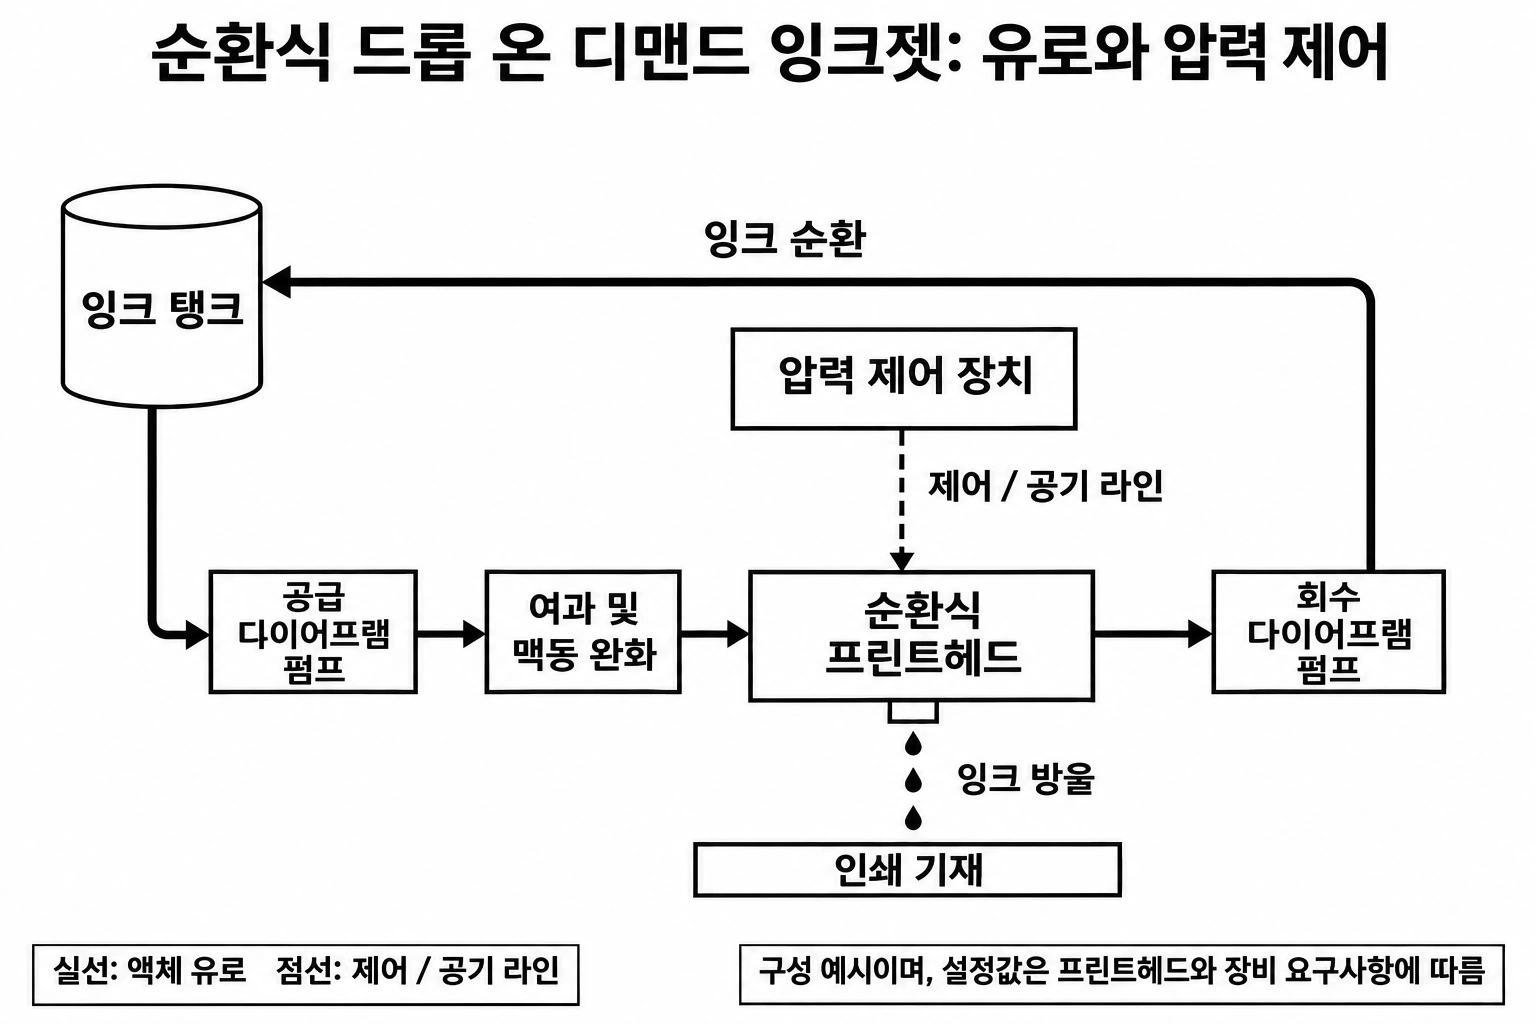 순환식 드롭 온 디맨드 잉크젯: 유로와 압력 제어
잉크 순환
잉크 탱크
압력 제어 장치
제어 / 공기 라인
공급
다이어프램
펌프
여과 및
맥동 완화
순환식
프린트헤드
회수
다이어프램
펌프
잉크 방울
인쇄 기재
실선: 액체 유로 점선: 제어 / 공기 라인
구성 예시이며, 설정값은 프린트헤드와 장비 요구사항에 따름